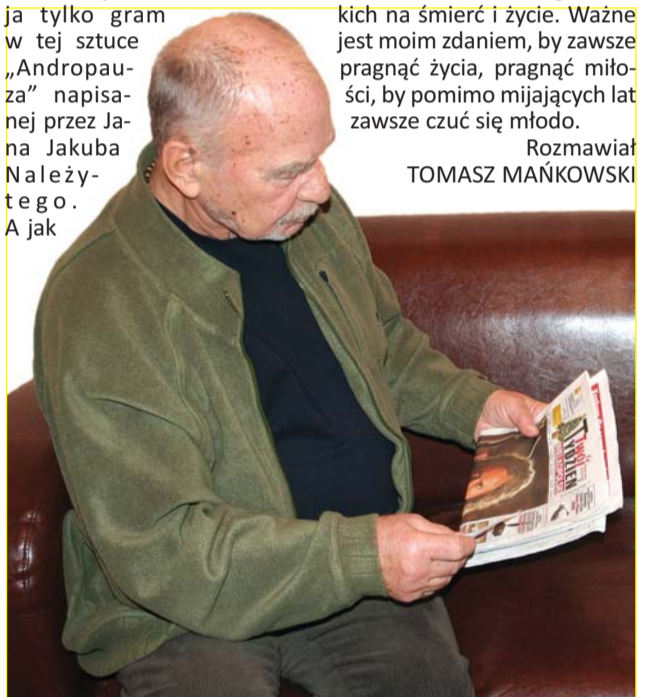 ja tylko gram
w tej sztuce
„Andropau-
za” napisa-
nej przez Ja-
na Jakuba
Należy-
tego.
A jak
kich na śmierć i życie. Ważne
jest moim zdaniem, by zawsze
pragnąć życia, pragnąć miło-
ści, by pomimo mijających lat
zawsze czuć się młodo.
Rozmawiał
TOMASZ MAŃKOWSKI
Twój
TYDZIEŃ